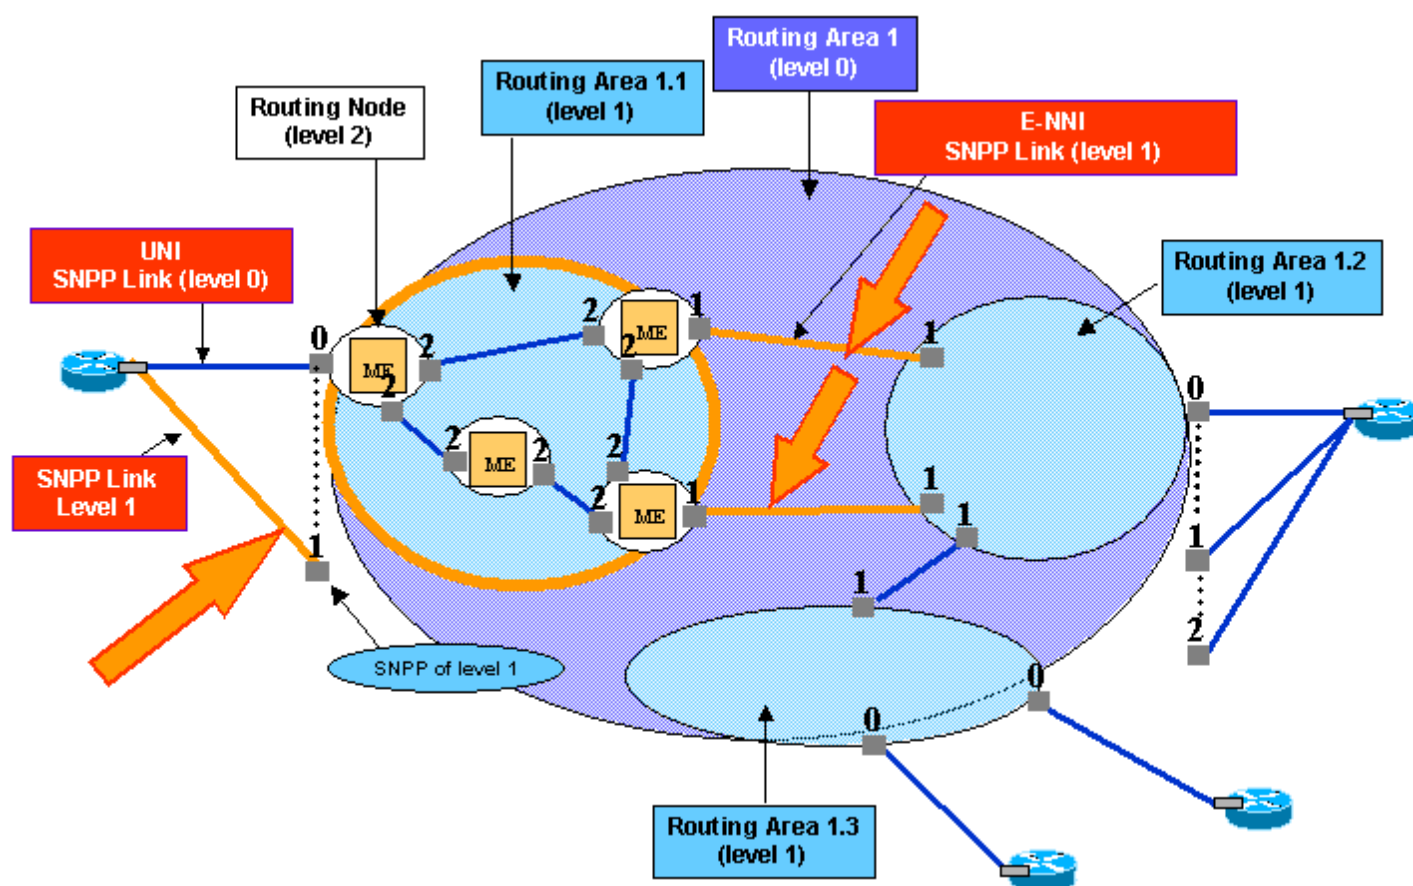 Routing Area 1
(level 0)
Routing Area 1.1
(level 1)
Routing Node
(level 2)
E-NNI
SNPP Link (level 1)
UNI
SNPP Link (level 0)
Routing Area 1.2
(level 1)
0
ME
2
2
2
ME
1
2
1
2
ME
2
2
2
ME
1
1
1
1
SNPP Link
Level 1
1
SNPP of level 1
0
1
2
0
0
Routing Area 1.3
(level 1)